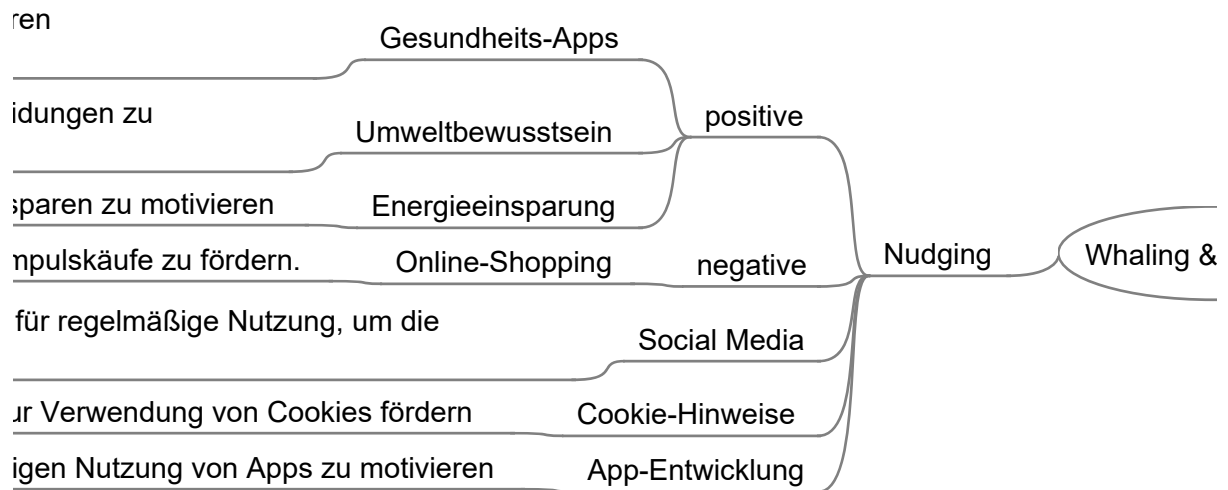 Gesundheits-Apps
idungen zu
Umweltbewusstsein
positive
sparen zu motivieren
Energieeinsparung
mpulskäufe zu fördern.
Online-Shopping
negative
Nudging
Whaling &
für regelmäßige Nutzung, um die
Social Media
ur Verwendung von Cookies fördern
Cookie-Hinweise
igen Nutzung von Apps zu motivieren
App-Entwicklung